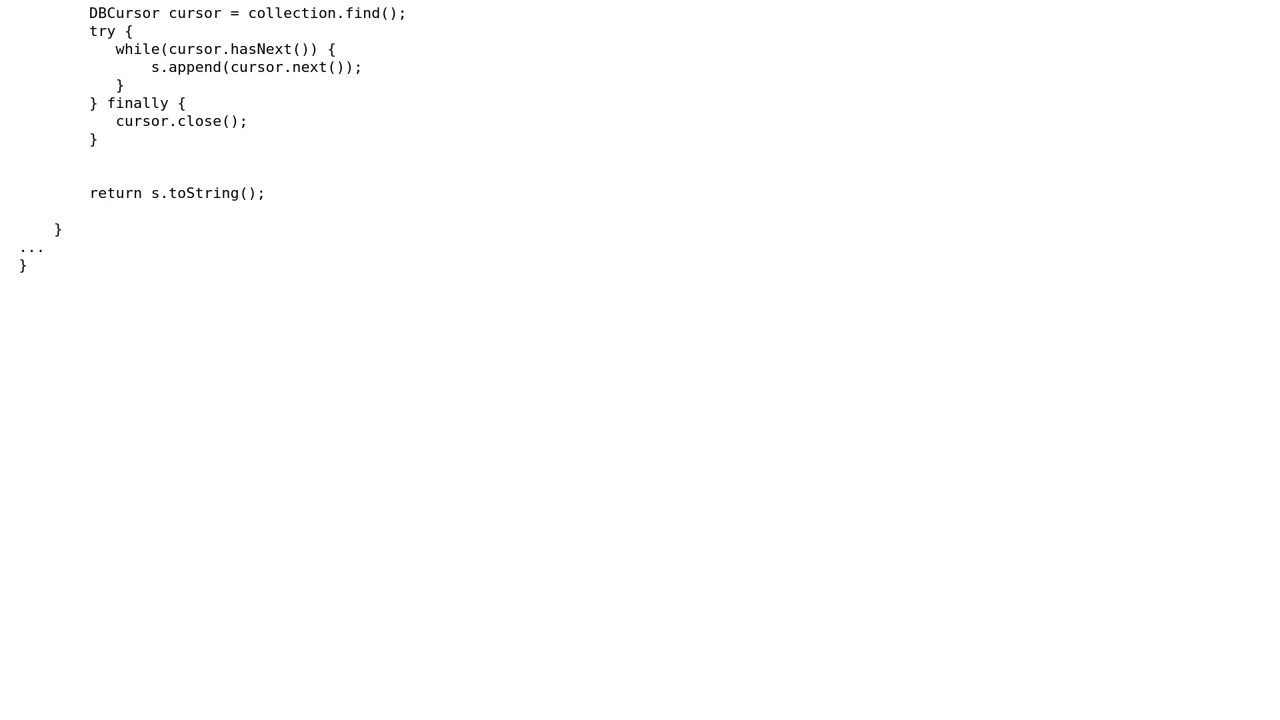 DBCursor cursor = collection.find();
        try {
           while(cursor.hasNext()) {
               s.append(cursor.next());
           }
        } finally {
           cursor.close();
        }
        return s.toString();
    }
...
}